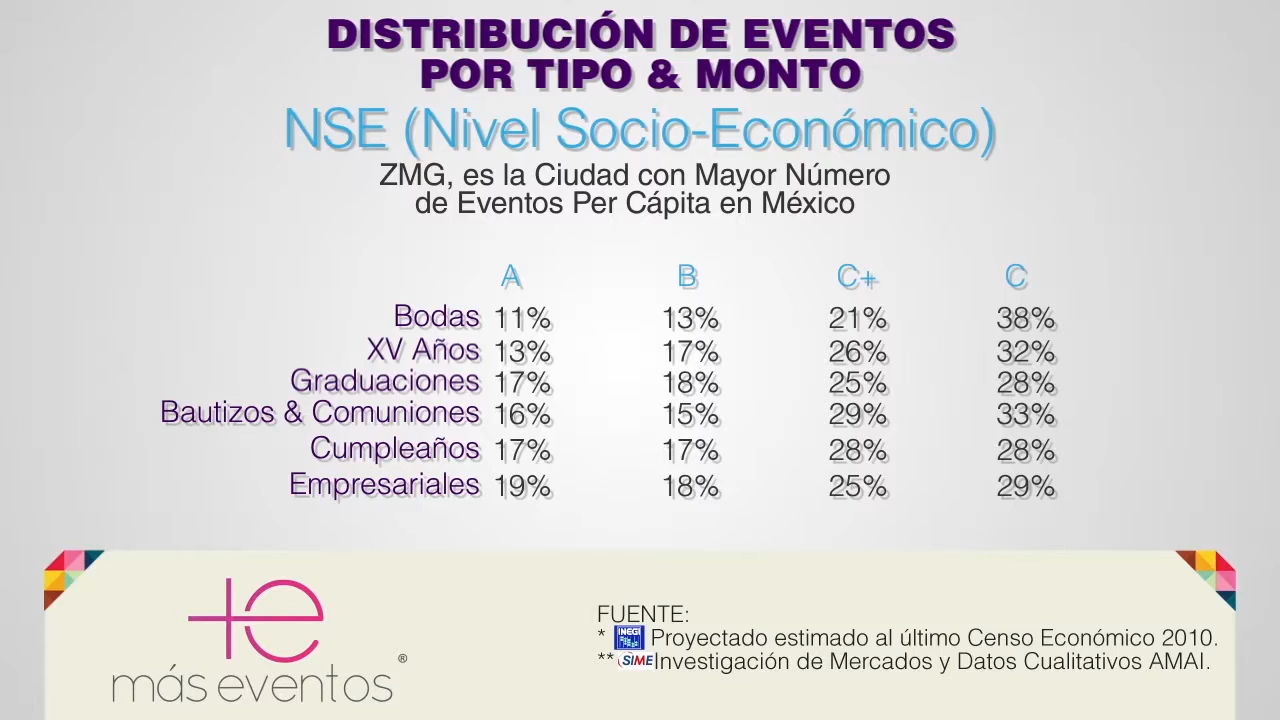 DISTRIBUCIÓN DE EVENTOS
POR TIPO & MONTO
NSE (Nivel Socio-Económico)
ZMG, es la Ciudad con Mayor Número
de Eventos Per Cápita en México
A B C+ C
Bodas 11% 13% 21% 38%
XV Años 13% 17% 26% 32%
Graduaciones 17% 18% 25% 28%
Bautizos & Comuniones 16% 15% 29% 33%
Cumpleaños 17% 17% 28% 28%
Empresariales 19% 18% 25% 29%
+e
más eventos ®
FUENTE:
* INEGI Proyectado estimado al último Censo Económico 2010.
** SIME Investigación de Mercados y Datos Cualitativos AMAI.